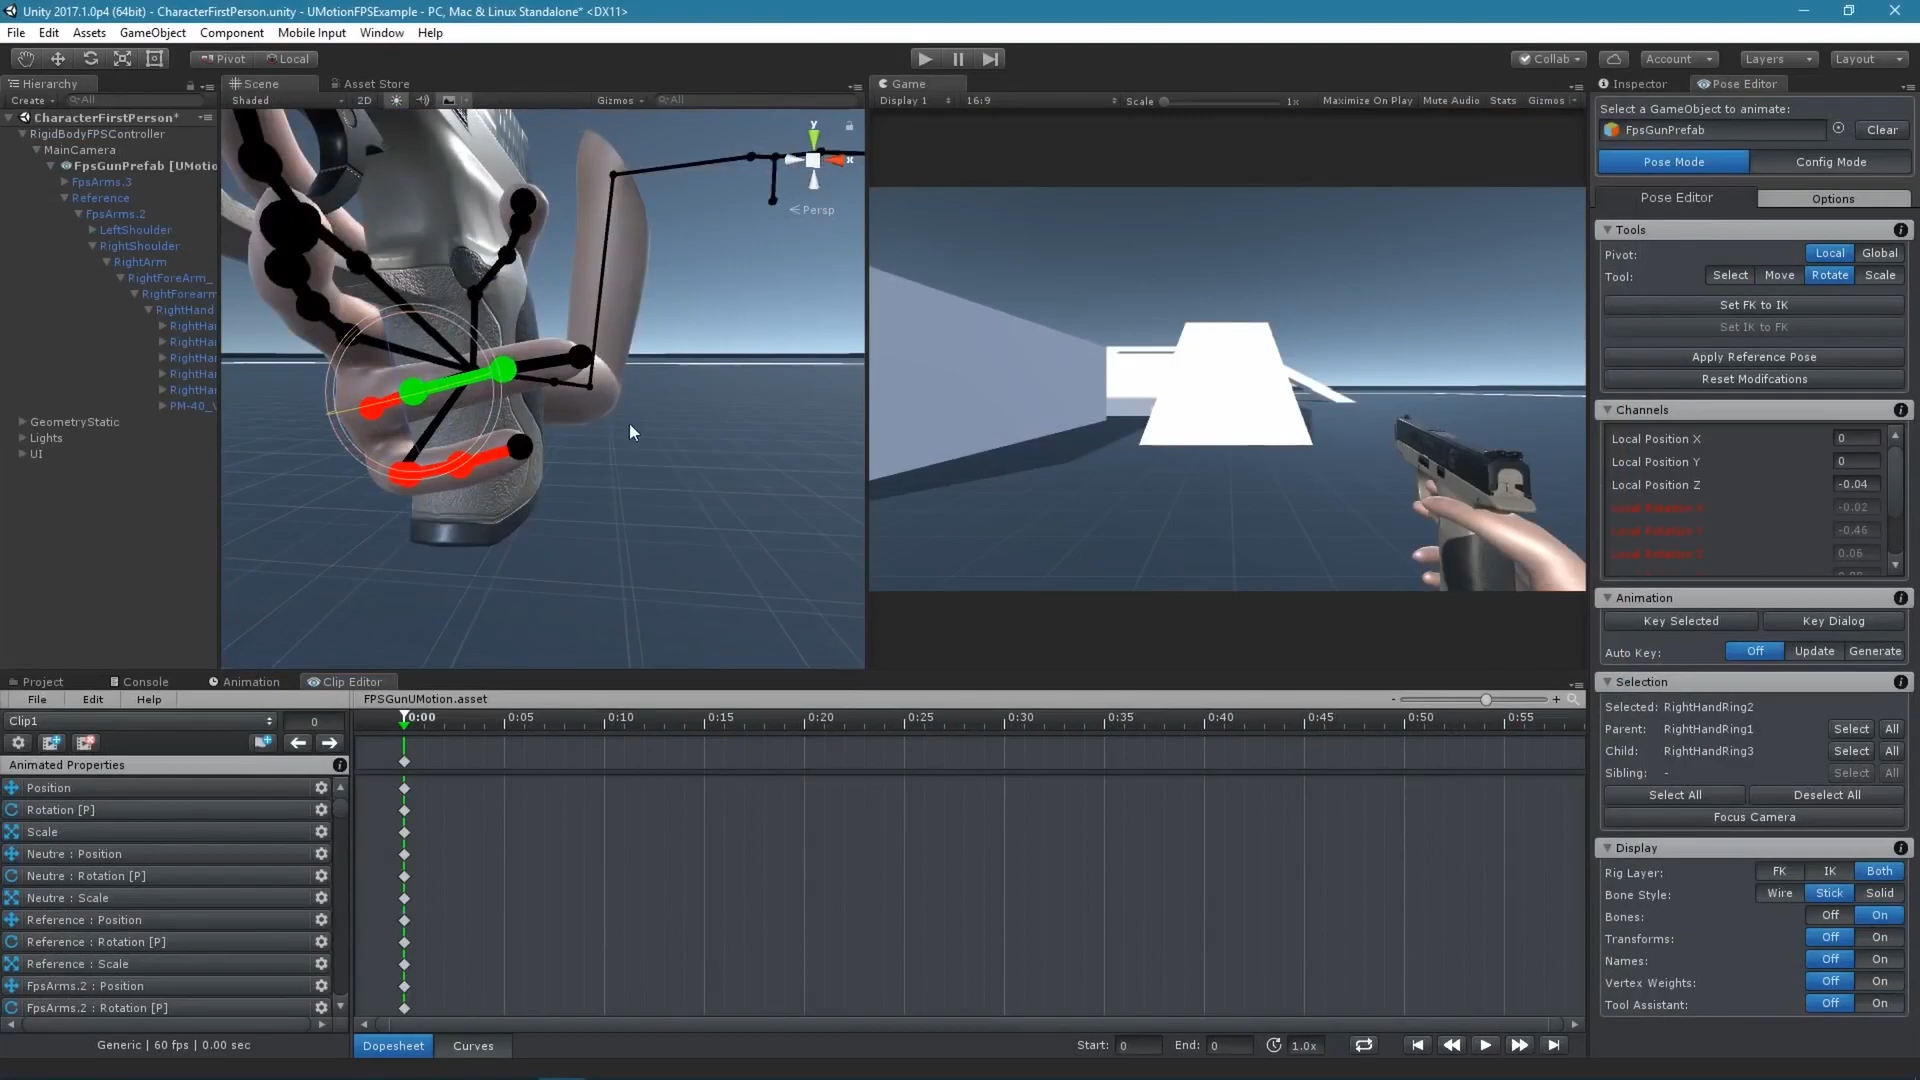 Unity 2017.1.0p4 (64bit) - CharacterFirstPerson.unity - UMotionFPSExample - PC, Mac & Linux Standalone* <DX11>
File Edit Assets GameObject Component Mobile Input Window Help
Pivot Local Collab Account Layers Layout
Hierarchy Scene Asset Store Game Inspector Pose Editor
Create All Shaded 2D Gizmos All Display 1 16:9 Scale 1x Maximize On Play Mute Audio Stats Gizmos
CharacterFirstPerson*
RigidBodyFPSController
MainCamera
FpsGunPrefab [UMotio
FpsArms.3
Reference
FpsArms.2
LeftShoulder
RightShoulder
RightArm
RightForeArm_
RightForearm
RightHand
RightHa
RightHa
RightHa
RightHa
RightHa
PM-40_
GeometryStatic
Lights
UI
y
x
Persp
Select a GameObject to animate:
FpsGunPrefab Clear
Pose Mode Config Mode
Pose Editor Options
Tools
Pivot: Local Global
Tool: Select Move Rotate Scale
Set FK to IK
Set IK to FK
Apply Reference Pose
Reset Modifcations
Channels
Local Position X 0
Local Position Y 0
Local Position Z -0.04
Local Rotation X -0.02
Local Rotation Y -0.46
Local Rotation Z 0.06
Animation
Key Selected Key Dialog
Auto Key: Off Update Generate
Selection
Selected: RightHandRing2
Parent: RightHandRing1 Select All
Child: RightHandRing3 Select All
Sibling: - Select All
Select All Deselect All
Focus Camera
Display
Rig Layer: FK IK Both
Bone Style: Wire Stick Solid
Bones: Off On
Transforms: Off On
Names: Off On
Vertex Weights: Off On
Tool Assistant: Off On
Project Console Animation Clip Editor
File Edit Help FPSGunUMotion.asset - +
Clip1 0 0:00 0:05 0:10 0:15 0:20 0:25 0:30 0:35 0:40 0:45 0:50 0:55
Animated Properties
Position
Rotation [P]
Scale
Neutre : Position
Neutre : Rotation [P]
Neutre : Scale
Reference : Position
Reference : Rotation [P]
Reference : Scale
FpsArms.2 : Position
FpsArms.2 : Rotation [P]
Generic | 60 fps | 0.00 sec Dopesheet Curves Start: 0 End: 0 1.0x